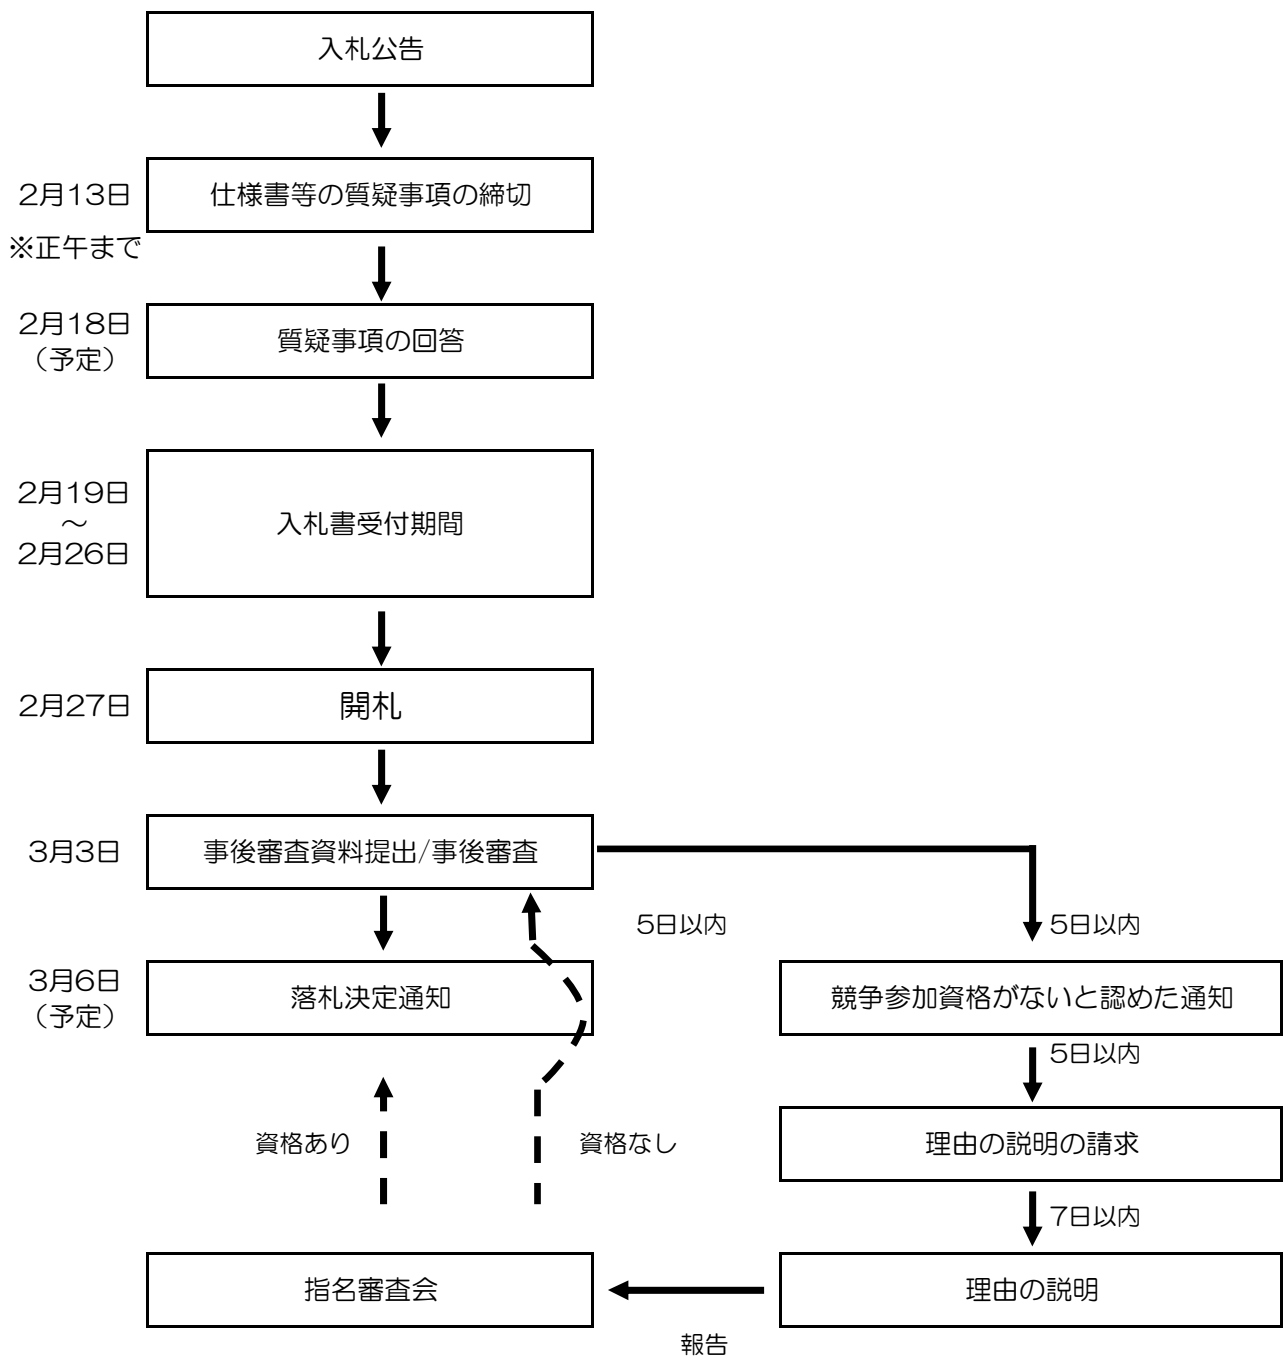 入札公告
2月13日
仕様書等の質疑事項の締切
※正午まで
2月18日
（予定）
質疑事項の回答
2月19日
～
2月26日
入札書受付期間
2月27日
開札
3月3日
事後審査資料提出/事後審査
5日以内
5日以内
3月6日
（予定）
落札決定通知
競争参加資格がないと認めた通知
5日以内
資格あり
資格なし
理由の説明の請求
7日以内
指名審査会
理由の説明
報告